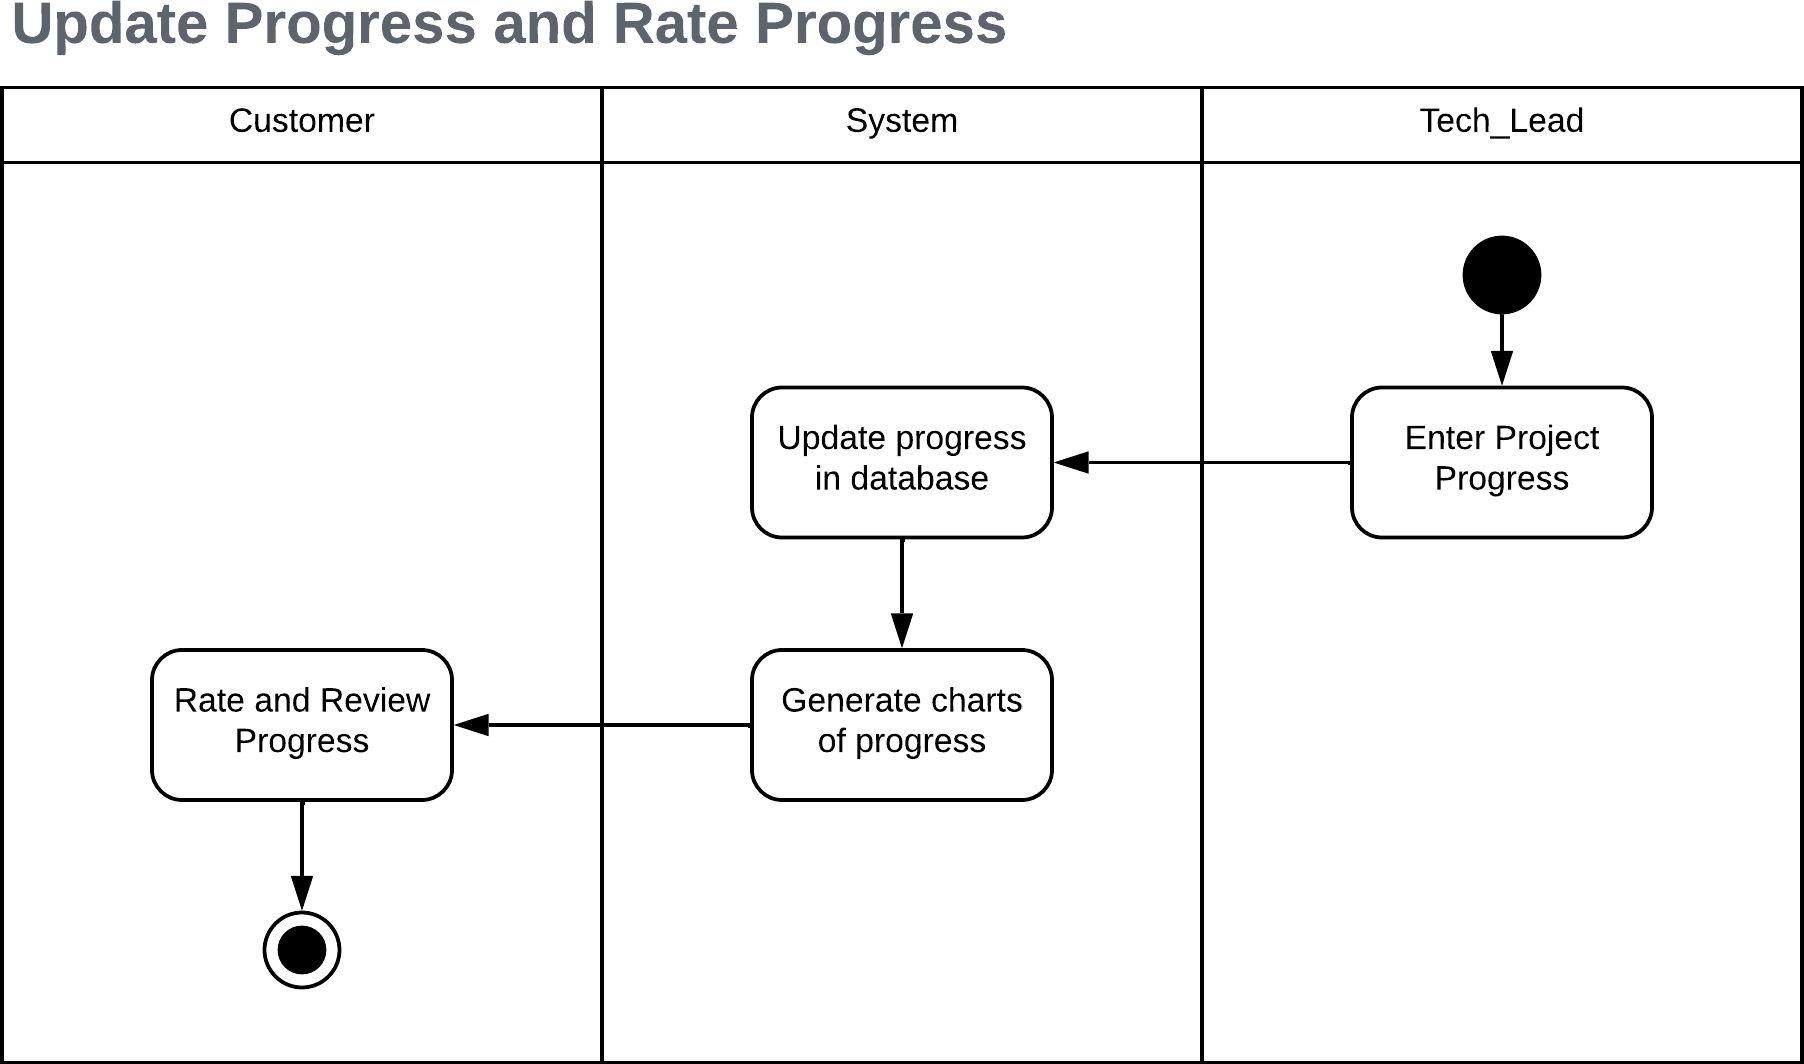 Update Progress and Rate Progress
Customer
System
Tech_Lead
Update progress
in database
Enter Project
Progress
Rate and Review
Progress
Generate charts
of progress